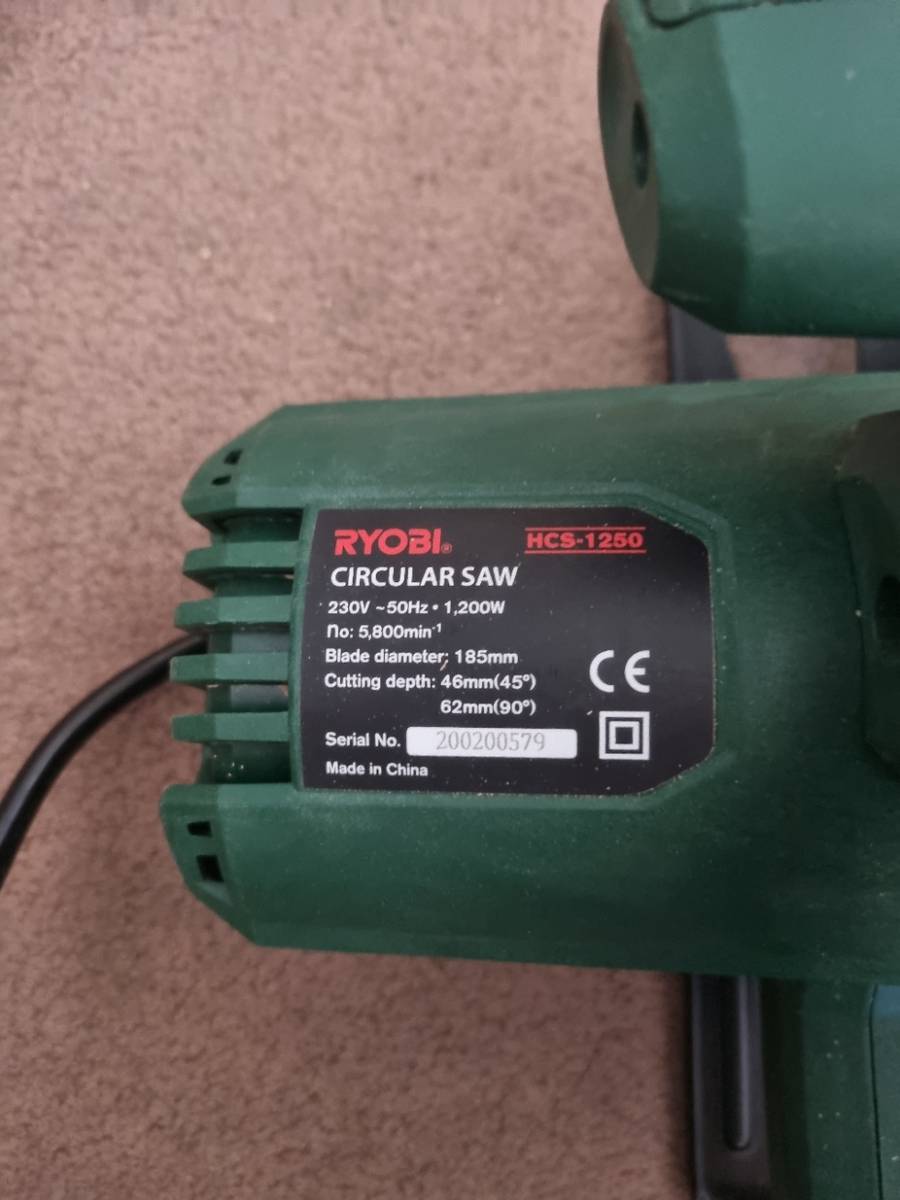 RYOBI® HCS-1250
CIRCULAR SAW
230V ~50Hz • 1,200W
no: 5,800min⁻¹
Blade diameter: 185mm
Cutting depth: 46mm(45°)
62mm(90°)
CE
Serial No. 200200579
Made in China